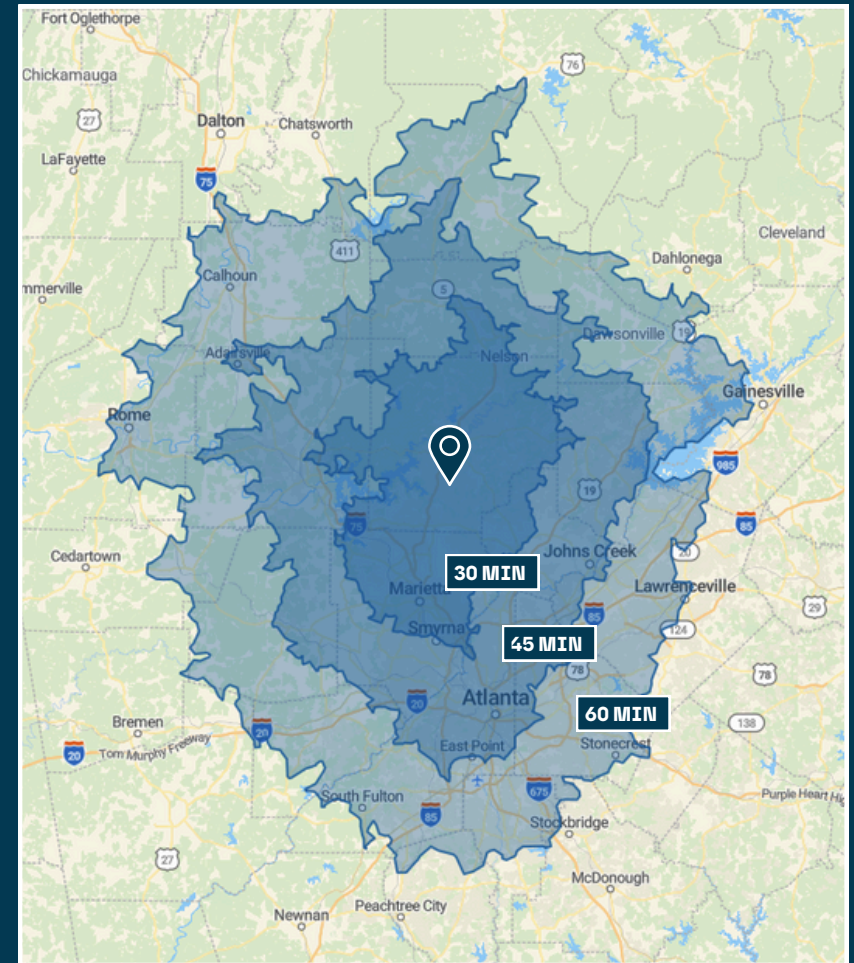 Fort Oglethorpe
76
Chickamauga
27
Dalton
Chatsworth
LaFayette
75
Cleveland
411
Dahlonega
Calhoun
mmerville
5
Dawsonville
19
Adairsville
Nelson
Gainesville
Rome
985
19
75
85
Cedartown
Johns Creek
20
30 MIN
Marietta
Lawrenceville
29
85
Smyrna
124
45 MIN
78
78
Atlanta
20
60 MIN
Bremen
20
138
20
Tom Murphy Freeway
East Point
Stonecrest
675
South Fulton
Purple Heart Hi
85
Stockbridge
27
McDonough
Peachtree City
Newnan